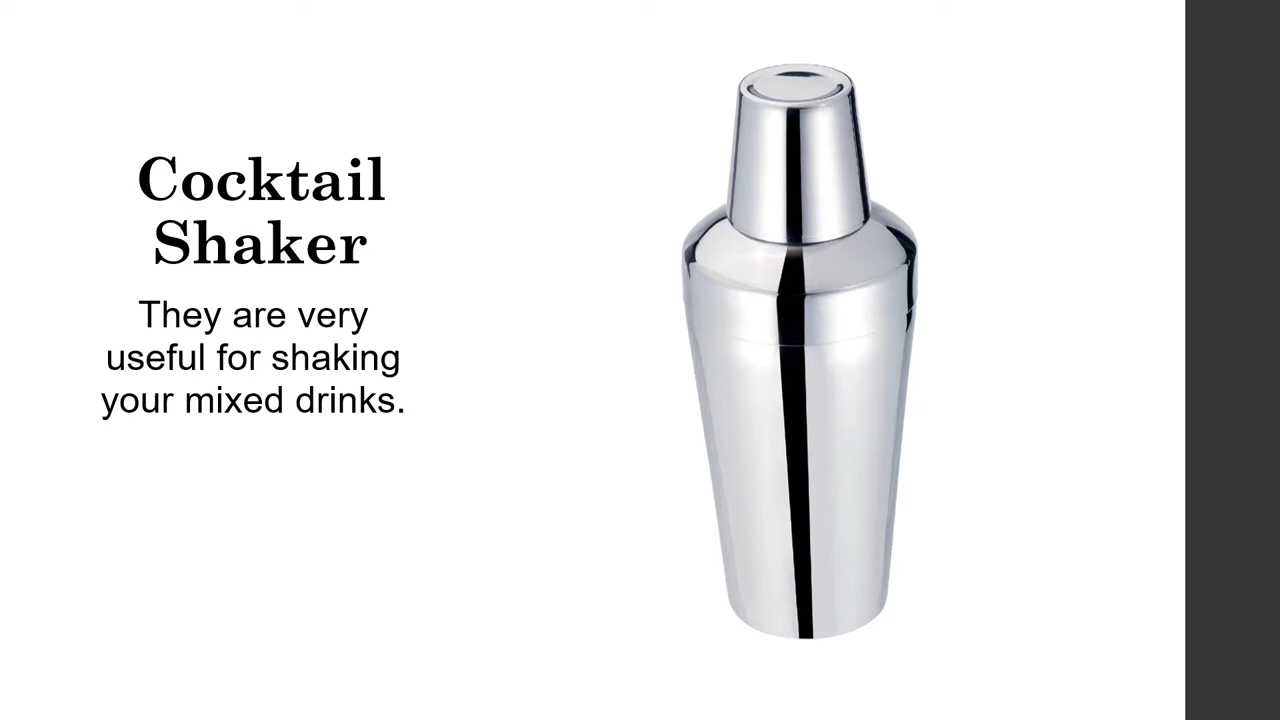 Cocktail
Shaker
They are very
useful for shaking
your mixed drinks.